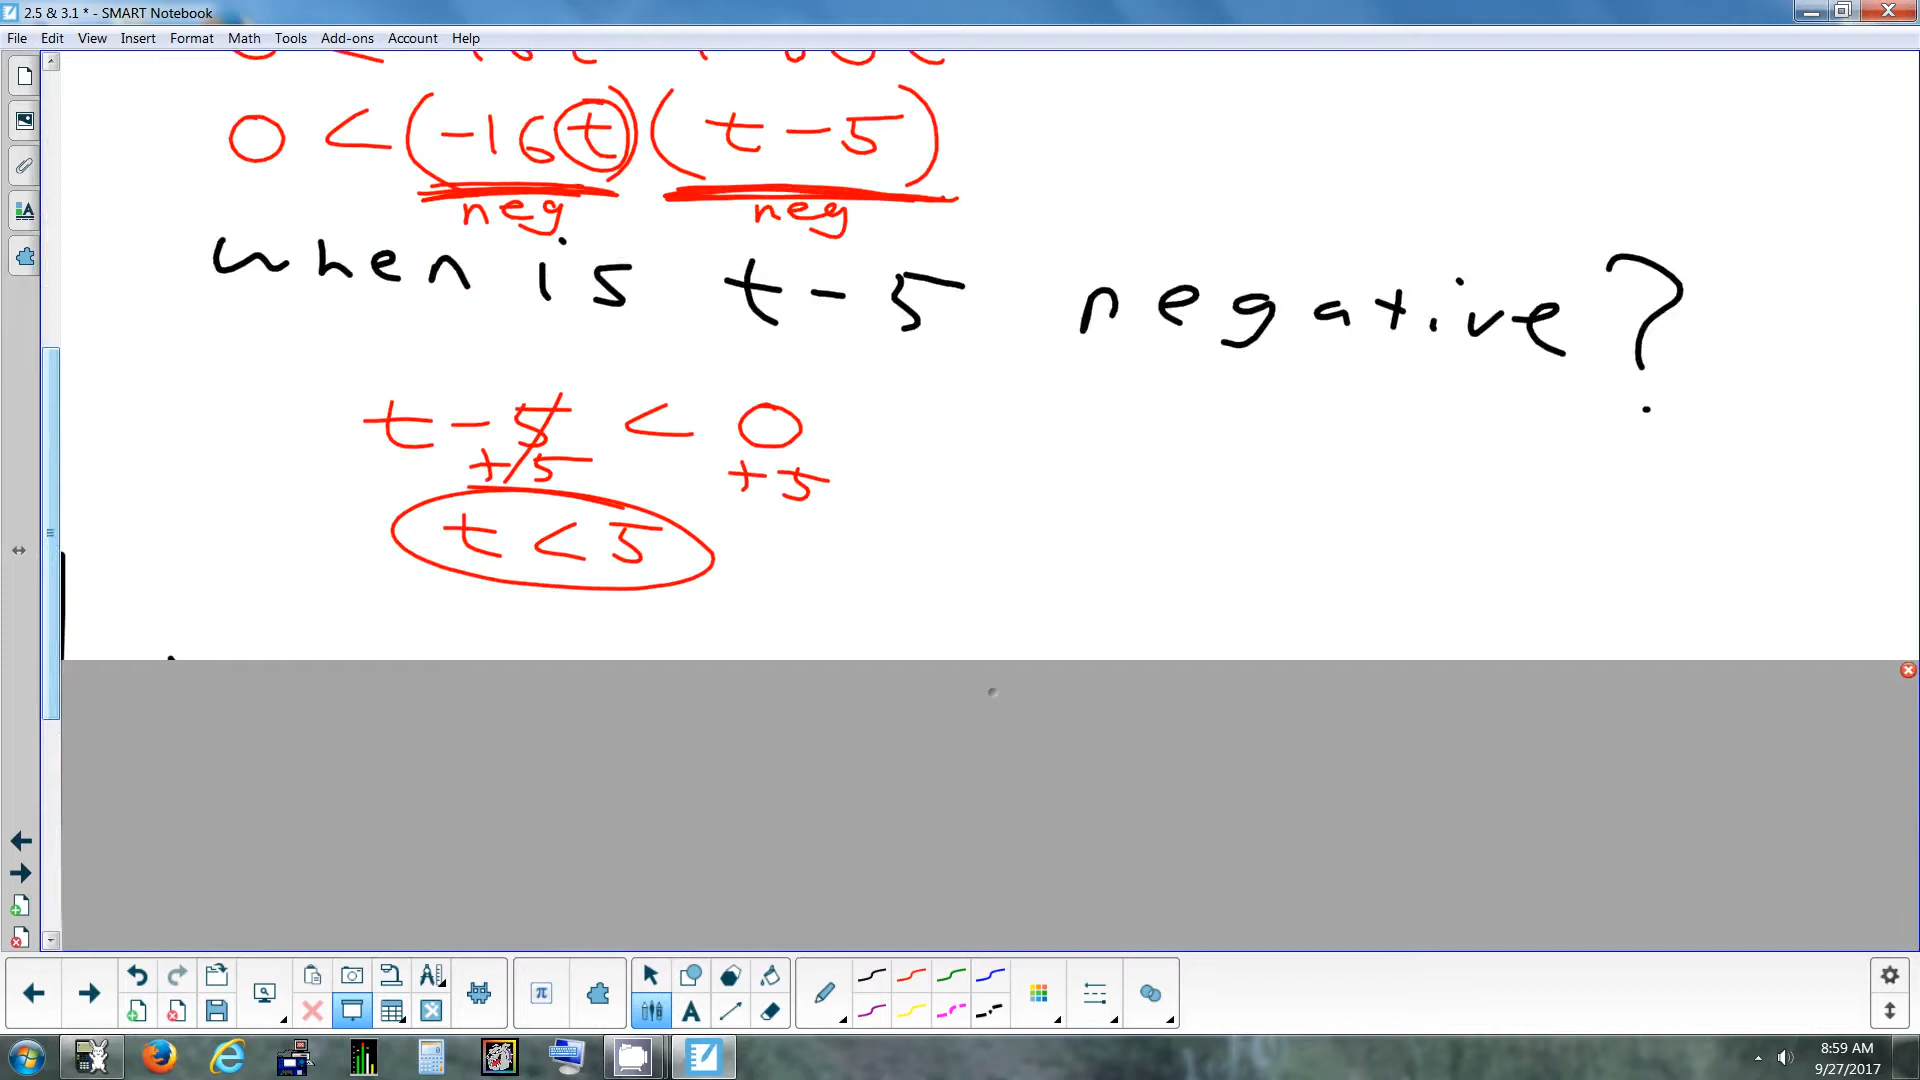 2.5 & 3.1 * - SMART Notebook
File Edit View Insert Format Math Tools Add-ons Account Help
0 < (-16t)(t-5)
neg neg
when is t-5 negative?
t-5 < 0
+5 +5
t < 5
π
A
8:59 AM
9/27/2017